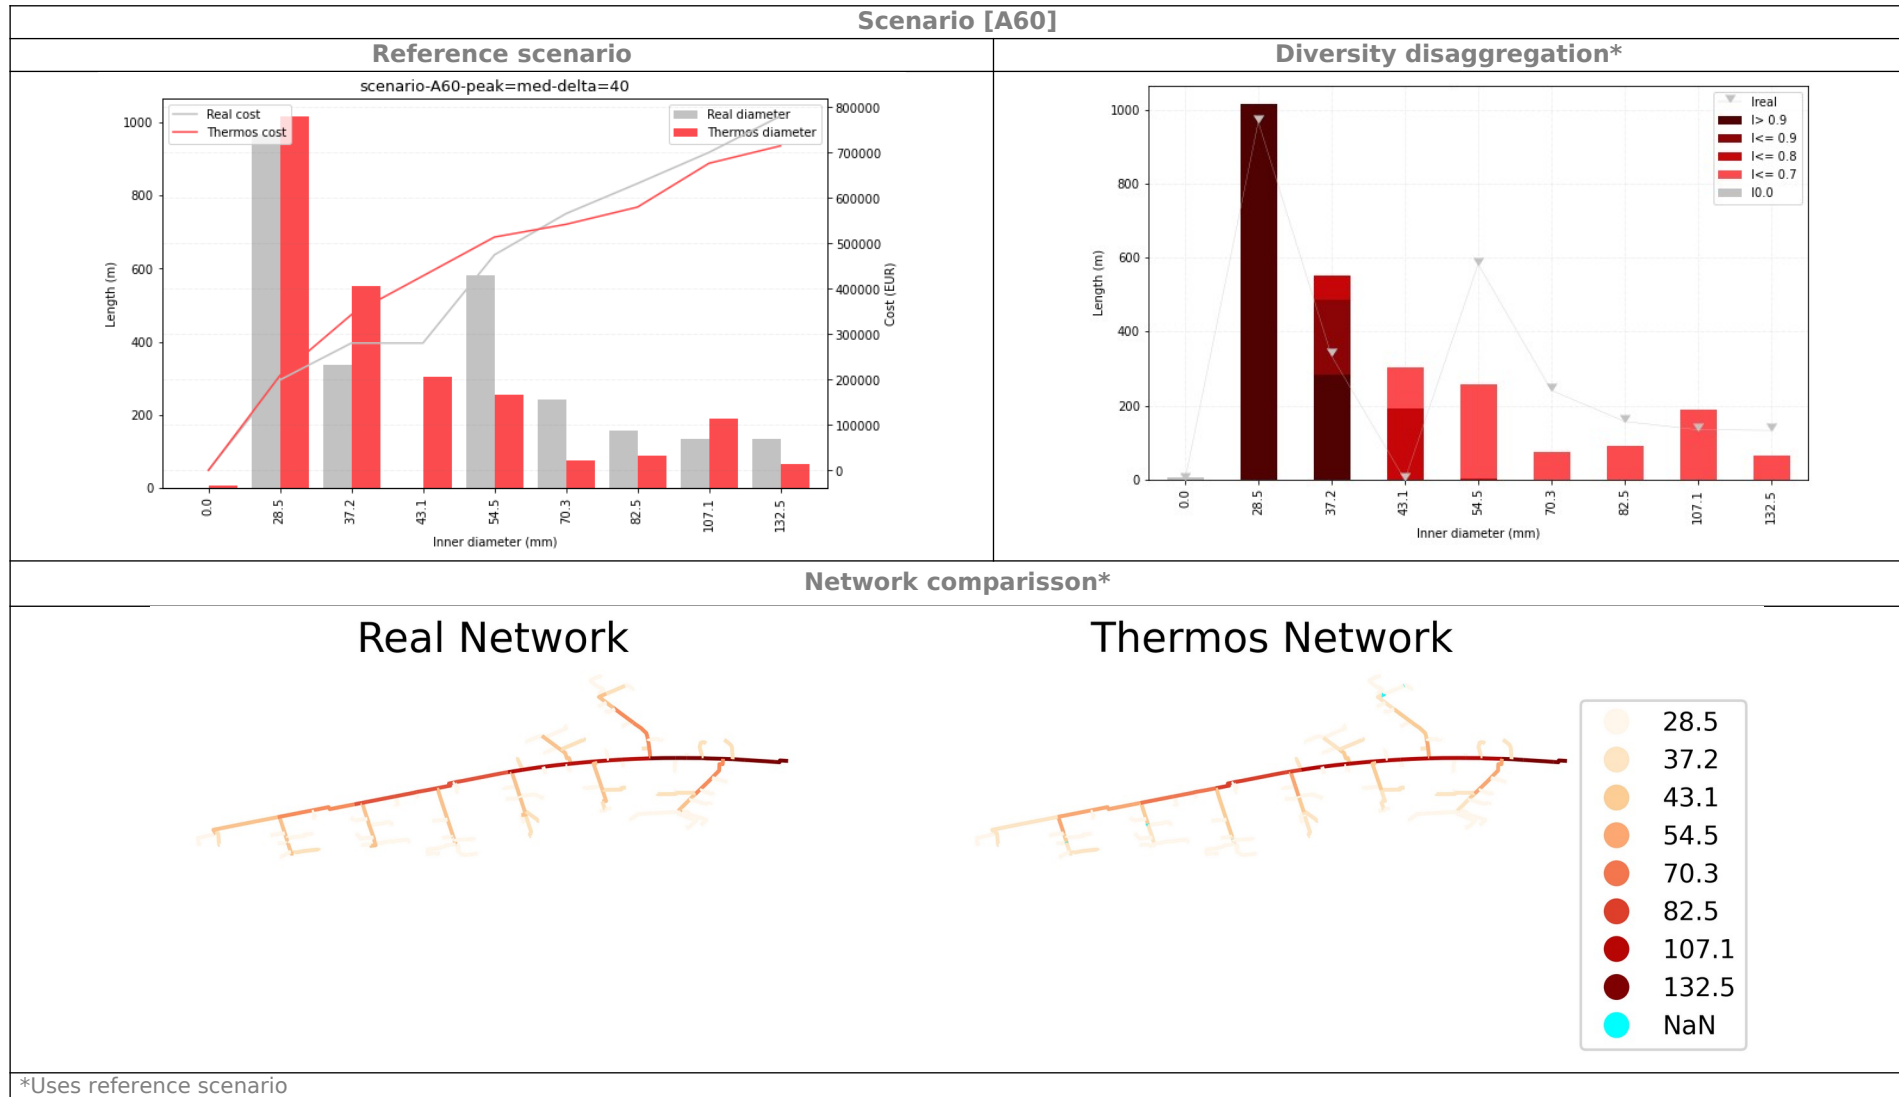 Scenario [A60]
Reference scenario
Diversity disaggregation*
scenario-A60-peak=med-delta=40
Real cost
Thermos cost
Real diameter
Thermos diameter
1000
800
600
400
200
0
Length (m)
800000
700000
600000
500000
400000
300000
200000
100000
0
Cost (EUR)
0.0
28.5
37.2
43.1
54.5
70.3
82.5
107.1
132.5
Inner diameter (mm)
Ireal
I> 0.9
I<= 0.9
I<= 0.8
I<= 0.7
I0.0
1000
800
600
400
200
0
Length (m)
0.0
28.5
37.2
43.1
54.5
70.3
82.5
107.1
132.5
Inner diameter (mm)
Network comparisson*
Real Network
Thermos Network
28.5
37.2
43.1
54.5
70.3
82.5
107.1
132.5
NaN
*Uses reference scenario